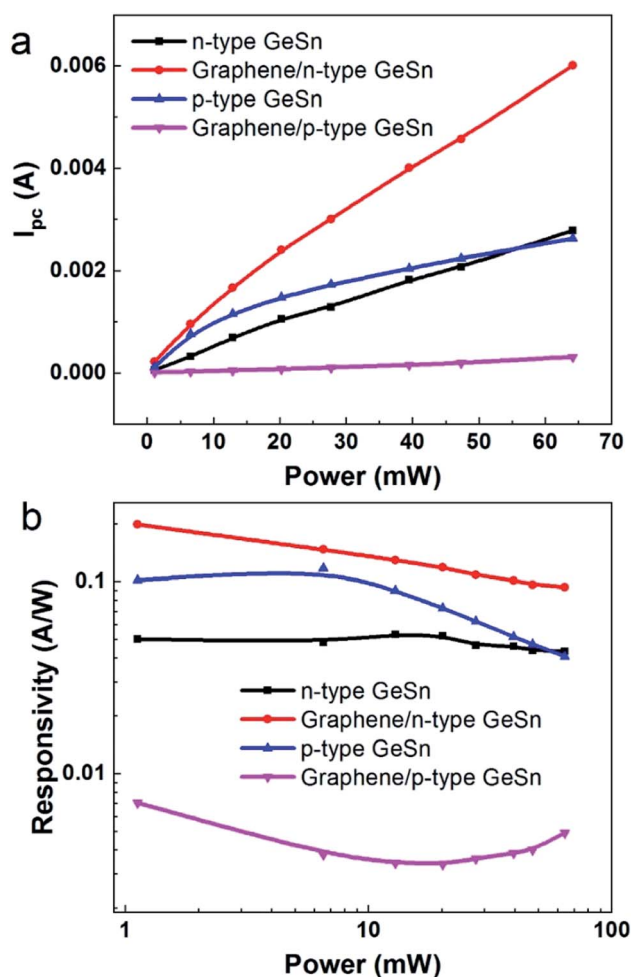 a
n-type GeSn
Graphene/n-type GeSn
p-type GeSn
Graphene/p-type GeSn
0.006
0.004
0.002
0.000
I_pc (A)
0 10 20 30 40 50 60 70
Power (mW)
b
0.1
0.01
Responsivity (A/W)
n-type GeSn
Graphene/n-type GeSn
p-type GeSn
Graphene/p-type GeSn
1 10 100
Power (mW)